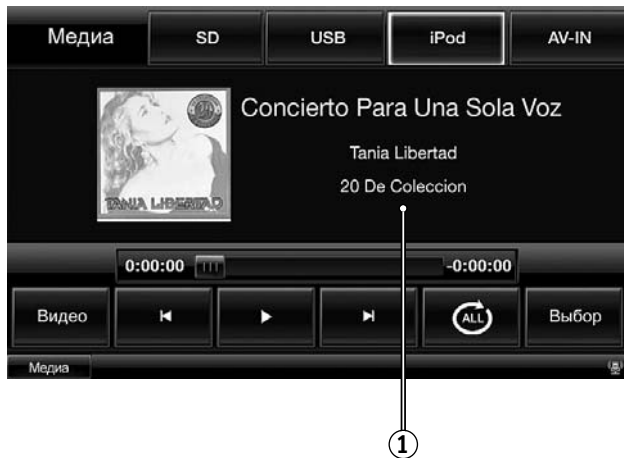 Медиа SD USB iPod AV-IN
Concierto Para Una Sola Voz
Tania Libertad
20 De Coleccion
TANIA LIBERTAD
0:00:00 -0:00:00
Видео ALL Выбор
Медиа
1